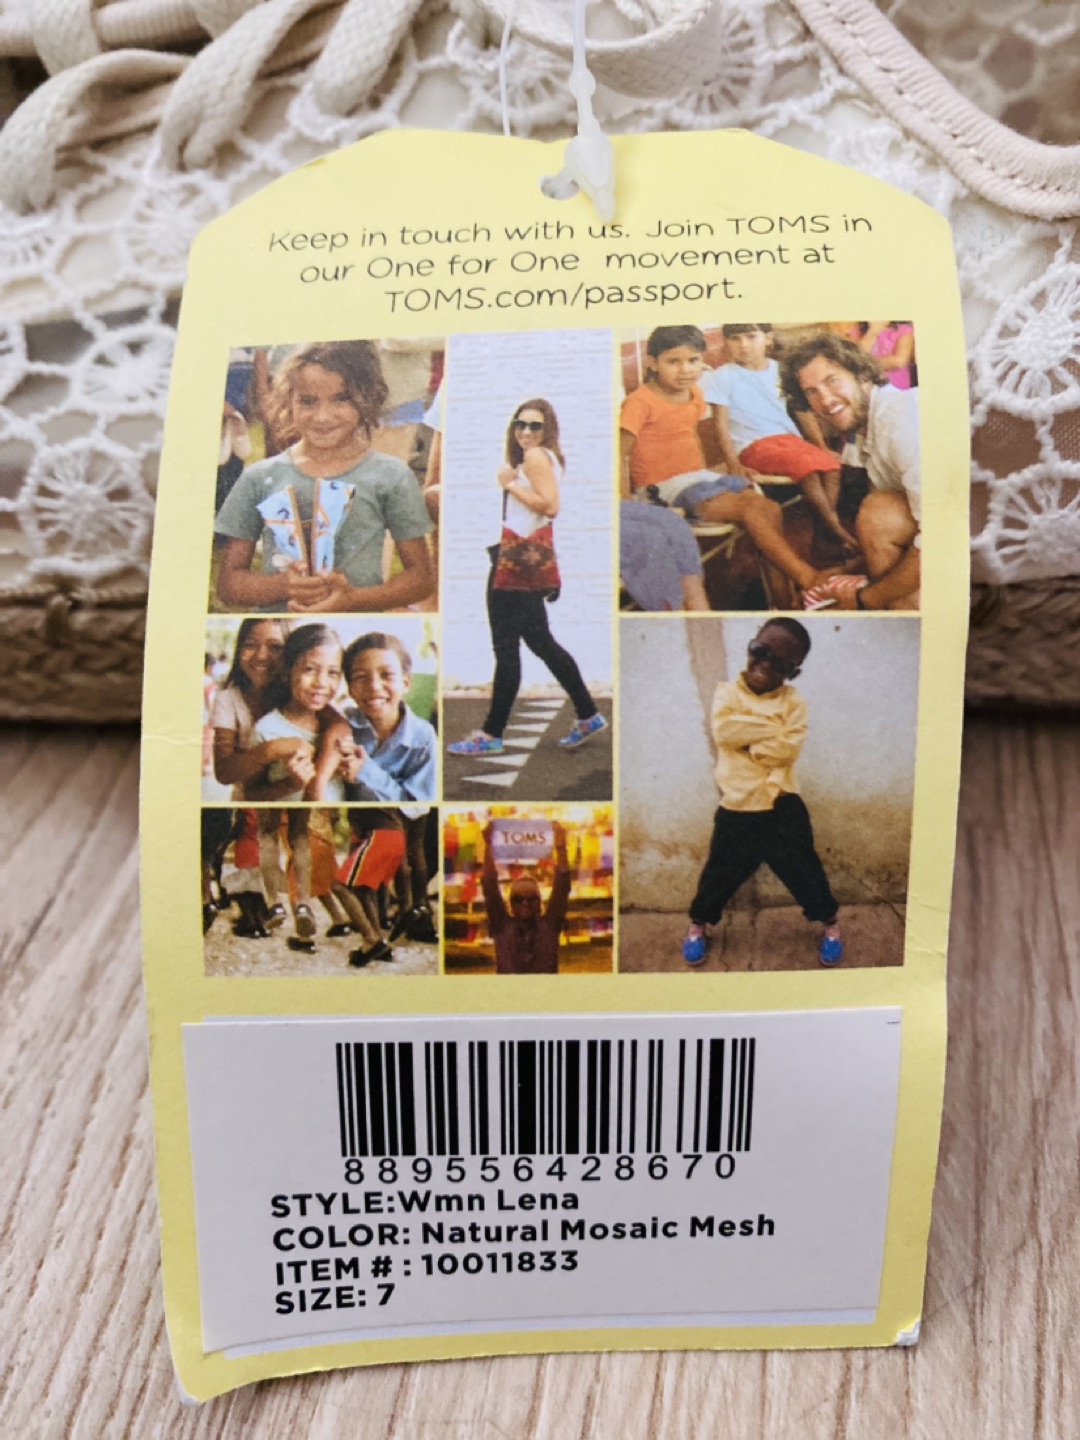 Keep in touch with us. Join TOMS in
our One for One movement at
TOMS.com/passport.
TOMS
889556428670
STYLE:Wmn Lena
COLOR: Natural Mosaic Mesh
ITEM # : 10011833
SIZE: 7